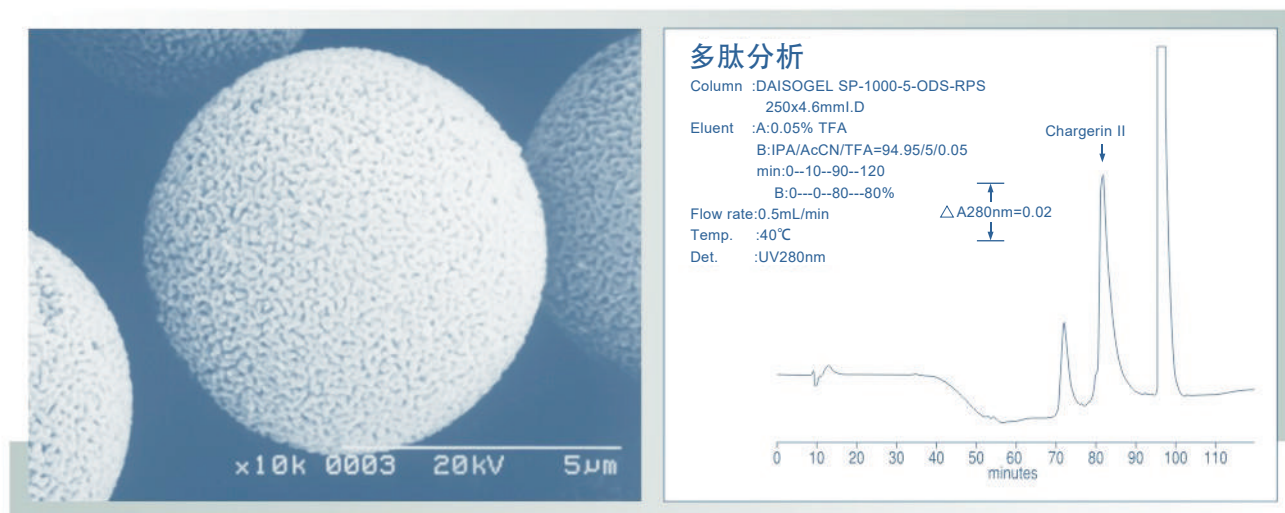 ×10k 0003 20kV 5μm
多肽分析
Column :DAISOGEL SP-1000-5-ODS-RPS
250x4.6mmI.D
Eluent :A:0.05% TFA
B:IPA/AcCN/TFA=94.95/5/0.05
min:0--10--90--120
B:0---0--80---80%
Flow rate:0.5mL/min
Temp. :40℃
Det. :UV280nm
Chargerin II
△A280nm=0.02
0 10 20 30 40 50 60 70 80 90 100 110
minutes